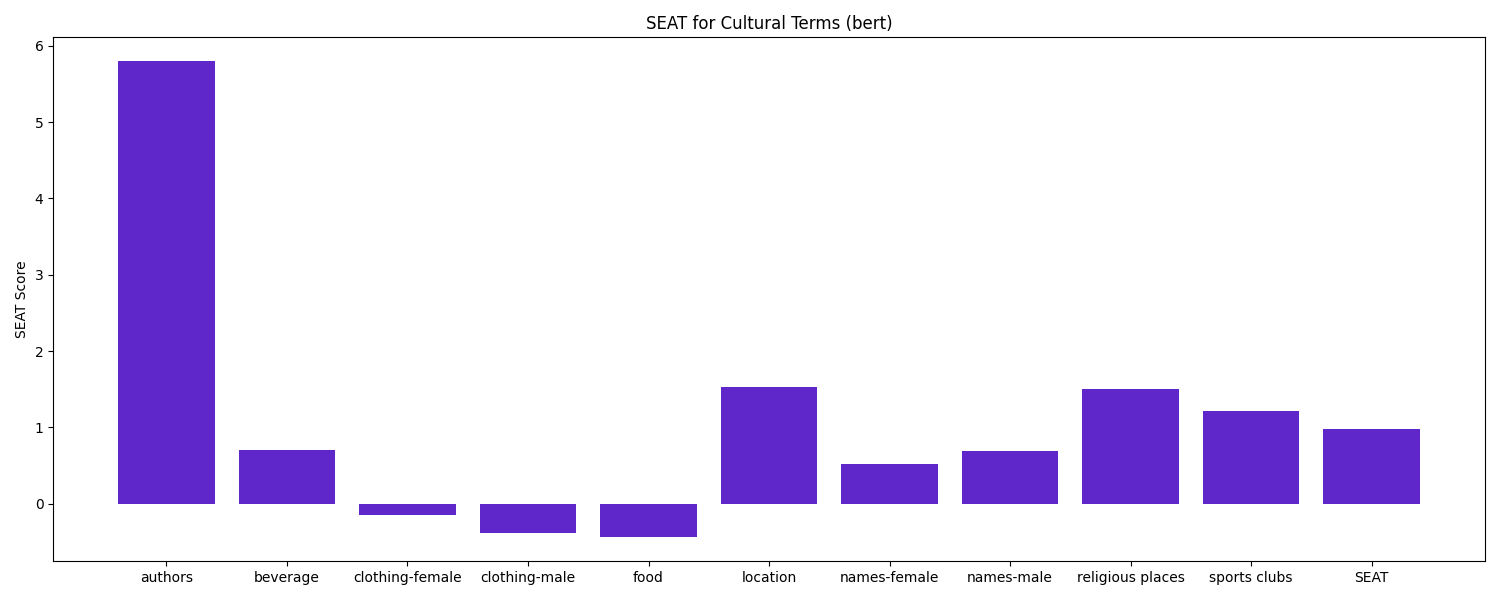 SEAT for Cultural Terms (bert)
SEAT Score
6
5
4
3
2
1
0
authors beverage clothing-female clothing-male food location names-female names-male religious places sports clubs SEAT